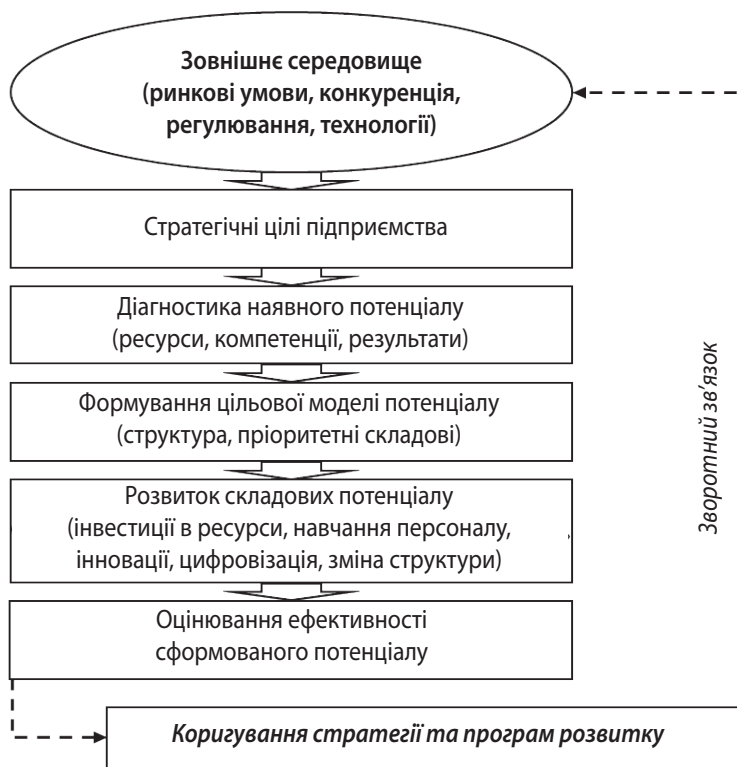 Зовнішнє середовище
(ринкові умови, конкуренція,
регулювання, технології)
Стратегічні цілі підприємства
Діагностика наявного потенціалу
(ресурси, компетенції, результати)
Формування цільової моделі потенціалу
(структура, пріоритетні складові)
Розвиток складових потенціалу
(інвестиції в ресурси, навчання персоналу,
інновації, цифровізація, зміна структури)
Оцінювання ефективності
сформованого потенціалу
Коригування стратегії та програм розвитку
Зворотний зв’язок